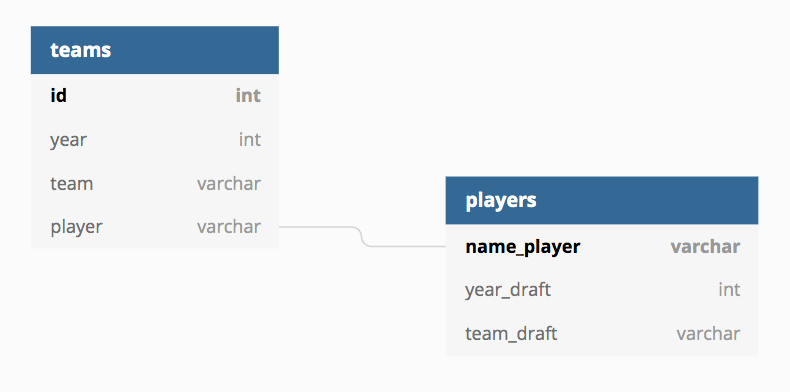 teams
id int
year int
team varchar
player varchar
players
name_player varchar
year_draft int
team_draft varchar